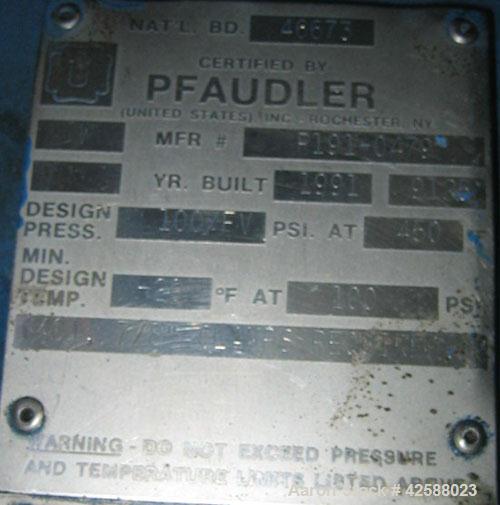 NAT'L. BD. 40673
U
CERTIFIED BY
PFAUDLER
(UNITED STATES), INC - ROCHESTER, NY
MFR #
YR. BUILT 1991
DESIGN PRESS. 100/FV PSI. AT 450
MIN.
DESIGN TEMP. -20 °F AT 100 PSI
WARNING - DO NOT EXCEED PRESSURE
AND TEMPERATURE LIMITS LISTED ABOVE
Aaron # 42588023